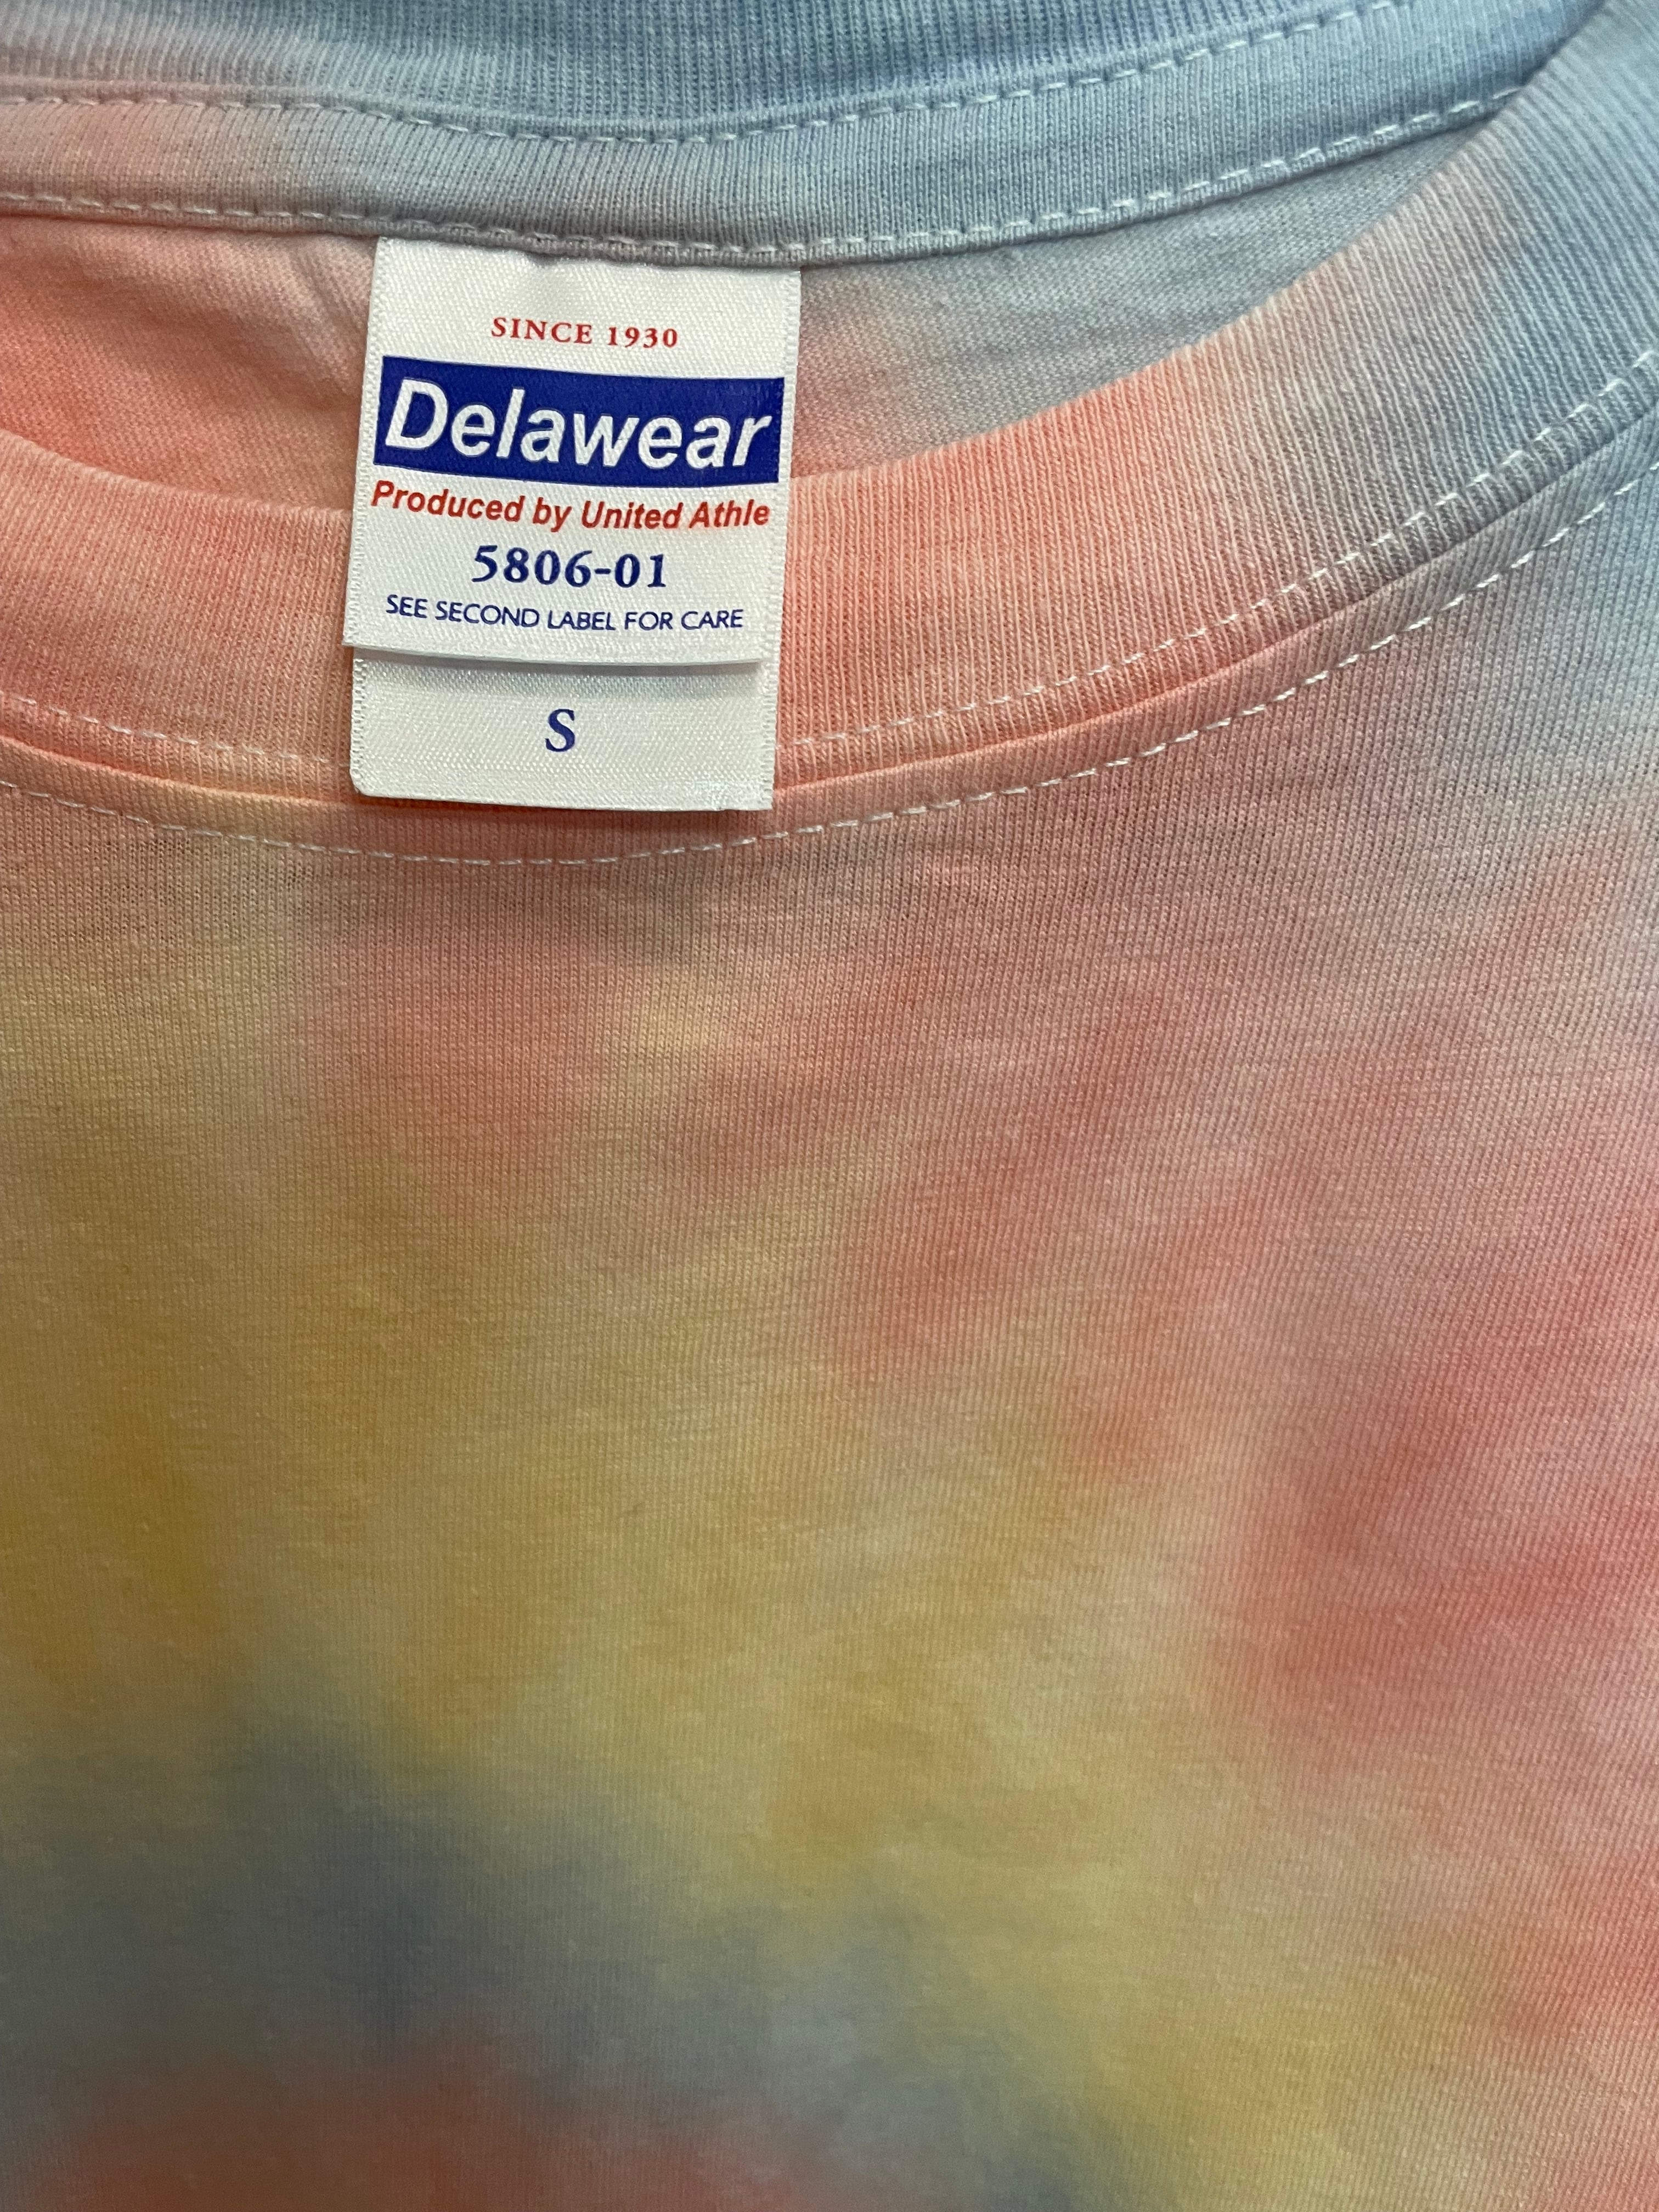 SINCE 1930
Delawear
Produced by United Athle
5806-01
SEE SECOND LABEL FOR CARE
S